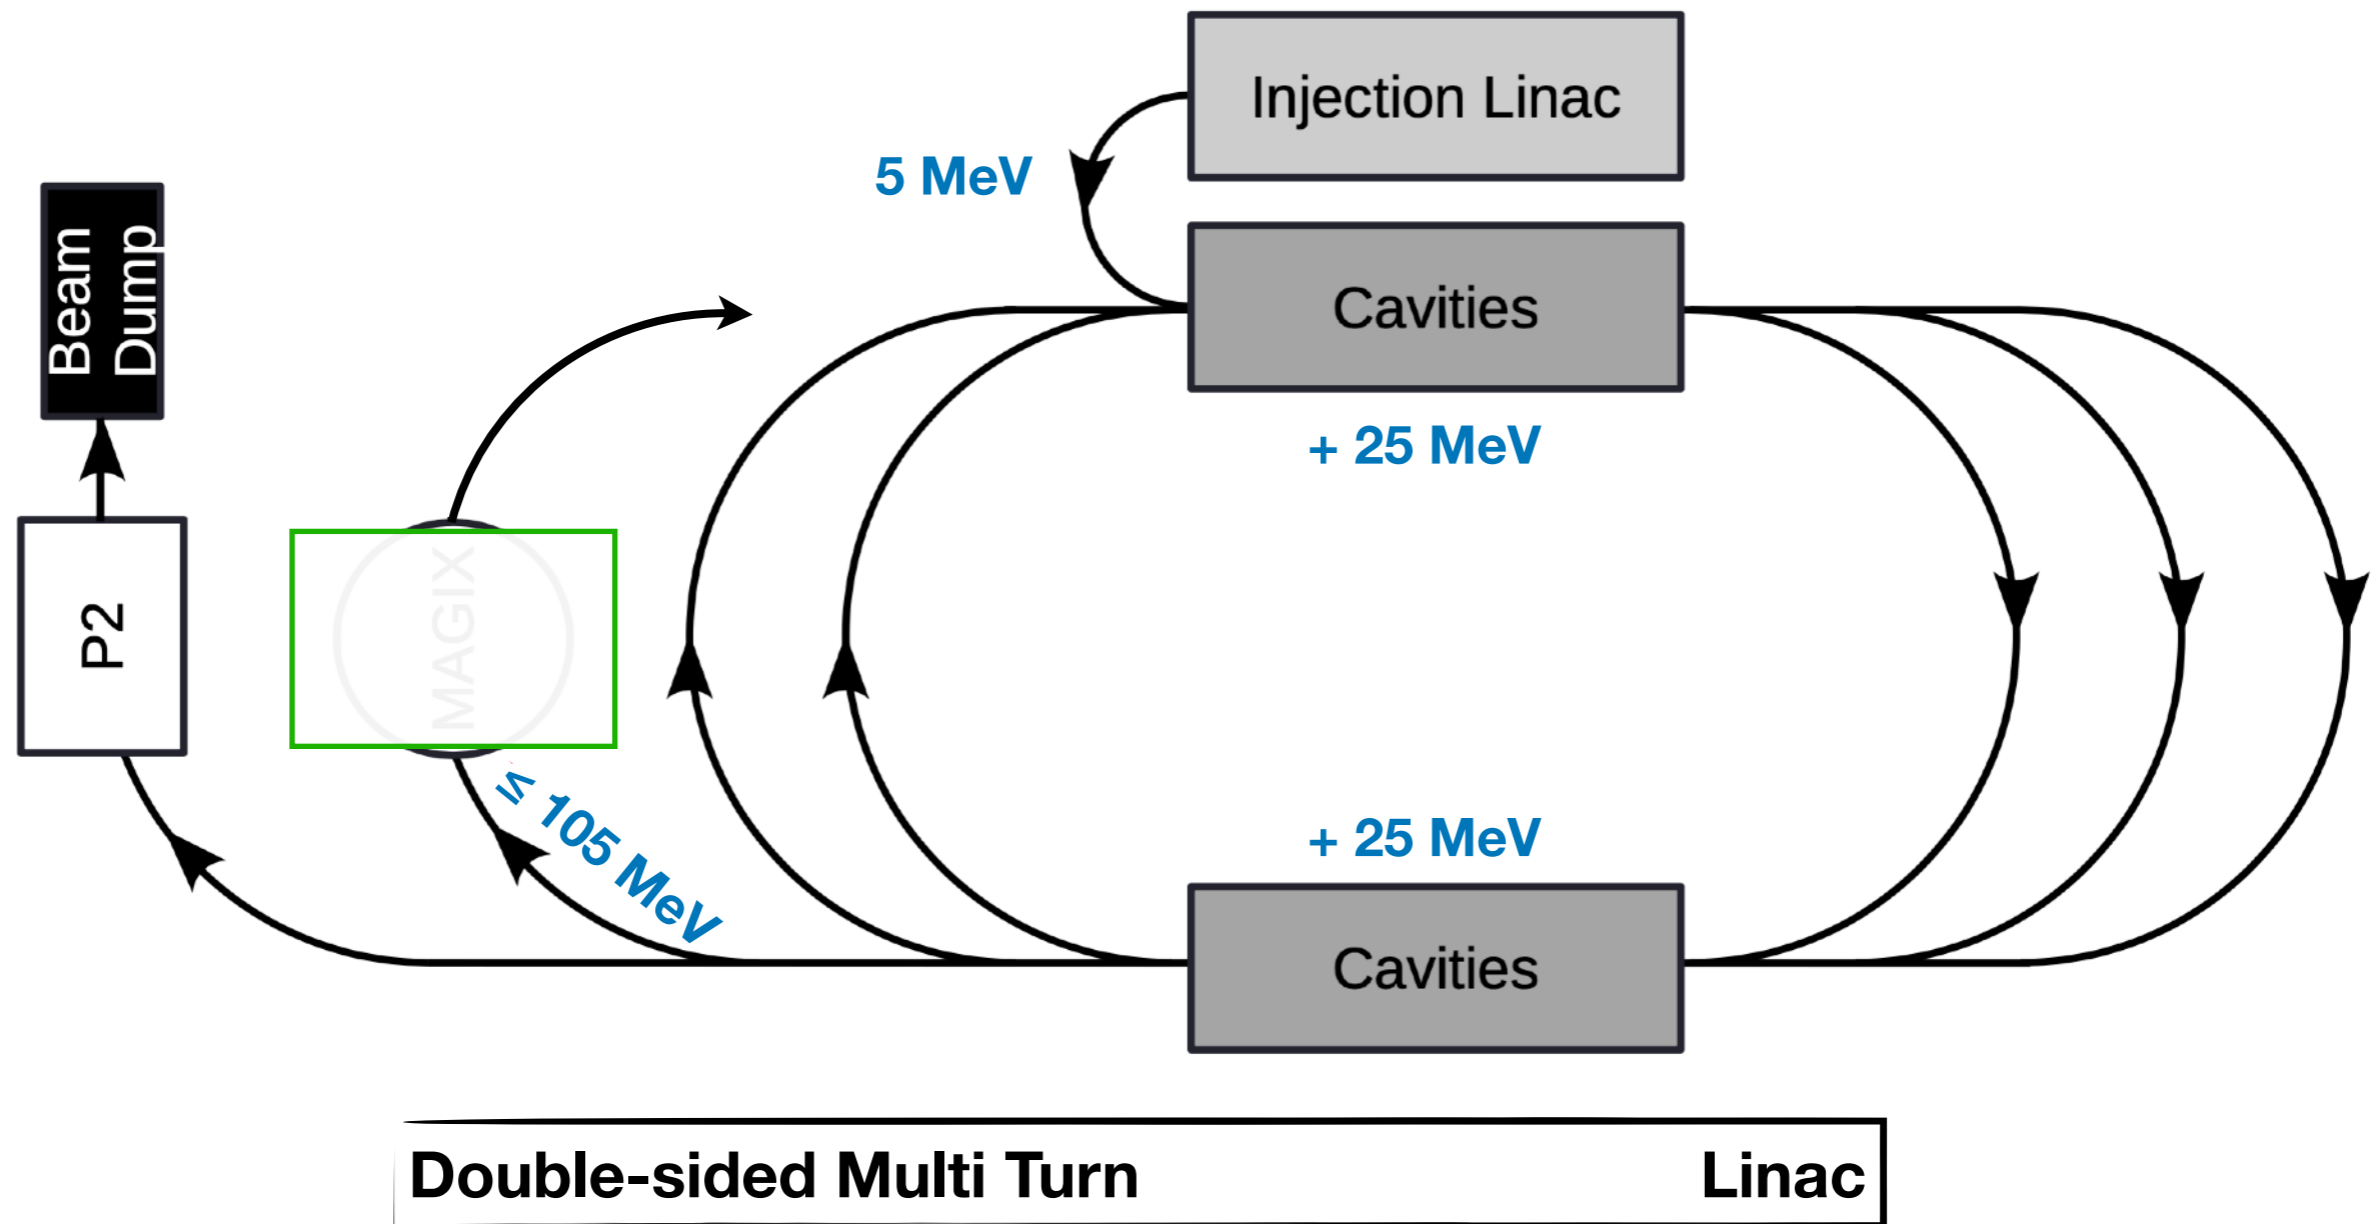 Injection Linac
5 MeV
Beam
Dump
Cavities
+ 25 MeV
P2
MAGIX
≤ 105 MeV
+ 25 MeV
Cavities
Double-sided Multi Turn Linac